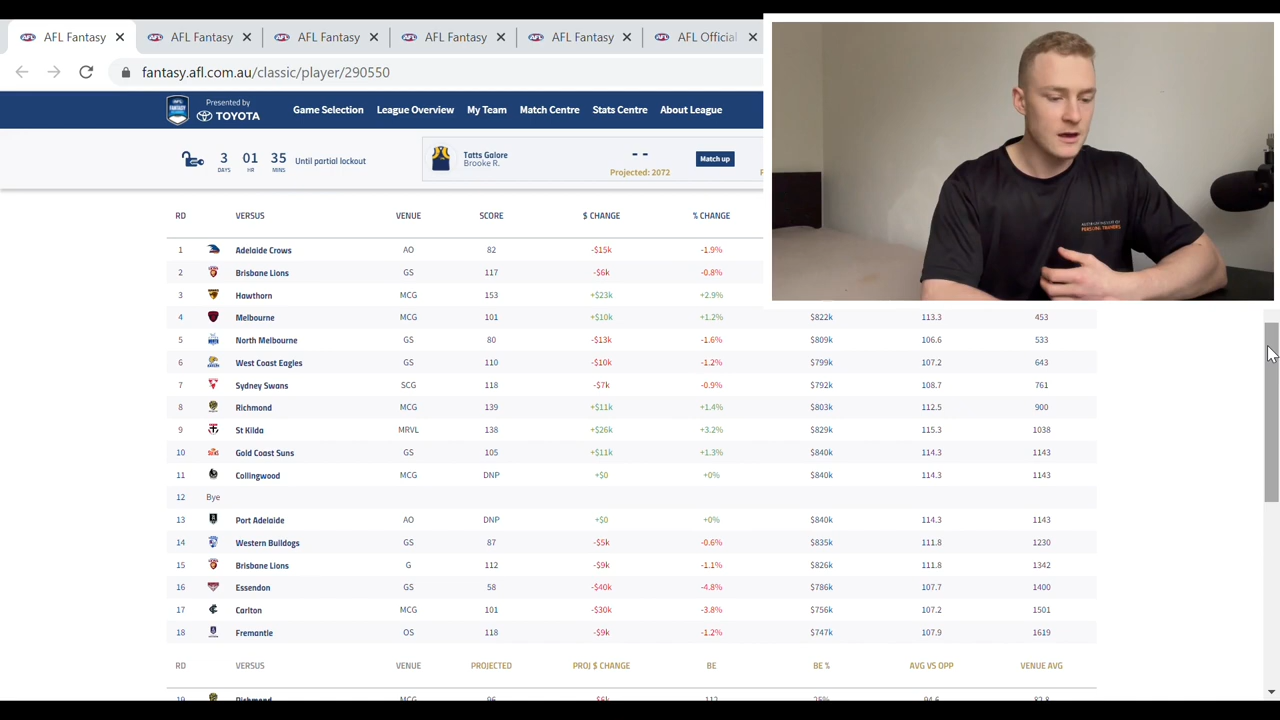 AFL Fantasy AFL Fantasy AFL Fantasy AFL Fantasy AFL Fantasy AFL Official
fantasy.afl.com.au/classic/player/290550
Presented by
TOYOTA
Game Selection League Overview My Team Match Centre Stats Centre About League
3 01 35 Until partial lockout
DAYS HR MINS
Tatts Galore
Brooke R.
- -
Projected: 2072
Match up
RD VERSUS VENUE SCORE $ CHANGE % CHANGE
1 Adelaide Crows AO 82 -$15k -1.9%
2 Brisbane Lions GS 117 -$6k -0.8%
3 Hawthorn MCG 153 +$23k +2.9%
4 Melbourne MCG 101 +$10k +1.2% $822k 113.3 453
5 North Melbourne GS 80 -$13k -1.6% $809k 106.6 533
6 West Coast Eagles GS 110 -$10k -1.2% $799k 107.2 643
7 Sydney Swans SCG 118 -$7k -0.9% $792k 108.7 761
8 Richmond MCG 139 +$11k +1.4% $803k 112.5 900
9 St Kilda MRVL 138 +$26k +3.2% $829k 115.3 1038
10 Gold Coast Suns GS 105 +$11k +1.3% $840k 114.3 1143
11 Collingwood MCG DNP +$0 +0% $840k 114.3 1143
12 Bye
13 Port Adelaide AO DNP +$0 +0% $840k 114.3 1143
14 Western Bulldogs GS 87 -$5k -0.6% $835k 111.8 1230
15 Brisbane Lions G 112 -$9k -1.1% $826k 111.8 1342
16 Essendon GS 58 -$40k -4.8% $786k 107.7 1400
17 Carlton MCG 101 -$30k -3.8% $756k 107.2 1501
18 Fremantle OS 118 -$9k -1.2% $747k 107.9 1619
RD VERSUS VENUE PROJECTED PROJ $ CHANGE BE BE % AVG VS OPP VENUE AVG
19 Richmond MCG 96 -$6k 112 25% 94.6 82.8